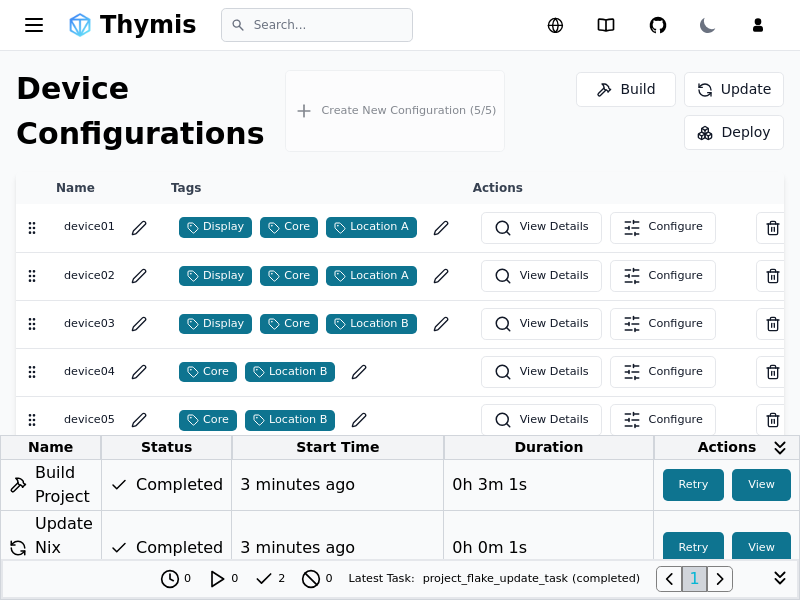 Thymis
Search...
Device
Configurations
Create New Configuration (5/5)
Build
Update
Deploy
Name Tags Actions
device01 Display Core Location A View Details Configure
device02 Display Core Location A View Details Configure
device03 Display Core Location B View Details Configure
device04 Core Location B View Details Configure
device05 Core Location B View Details Configure
Name Status Start Time Duration Actions
Build
Project Completed 3 minutes ago 0h 3m 1s Retry View
Update
Nix Completed 3 minutes ago 0h 0m 1s Retry View
0 0 2 0 Latest Task: project_flake_update_task (completed) 1